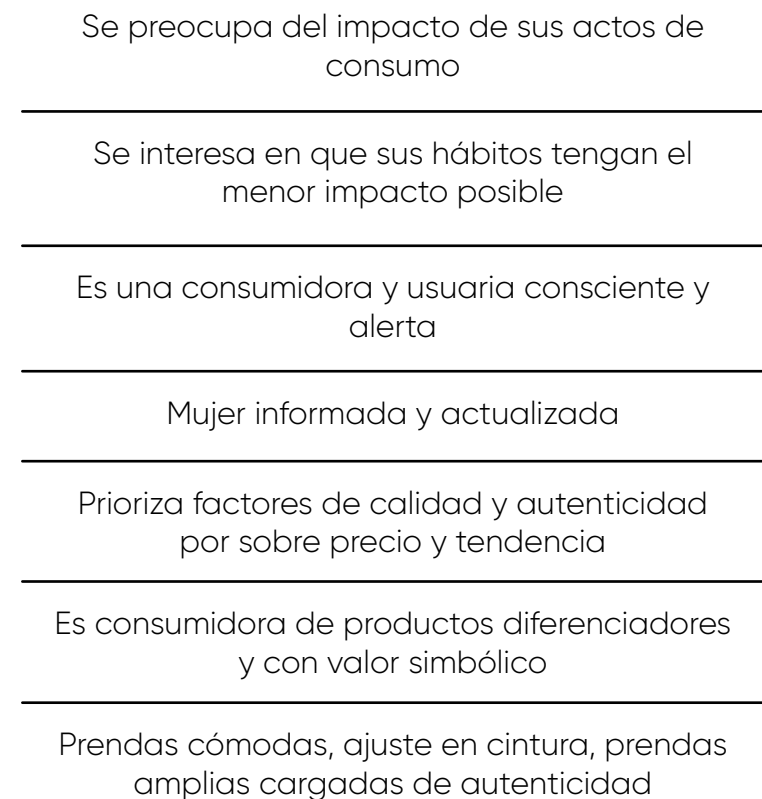 Se preocupa del impacto de sus actos de
consumo
Se interesa en que sus hábitos tengan el
menor impacto posible
Es una consumidora y usuaria consciente y
alerta
Mujer informada y actualizada
Prioriza factores de calidad y autenticidad
por sobre precio y tendencia
Es consumidora de productos diferenciadores
y con valor simbólico
Prendas cómodas, ajuste en cintura, prendas
amplias cargadas de autenticidad